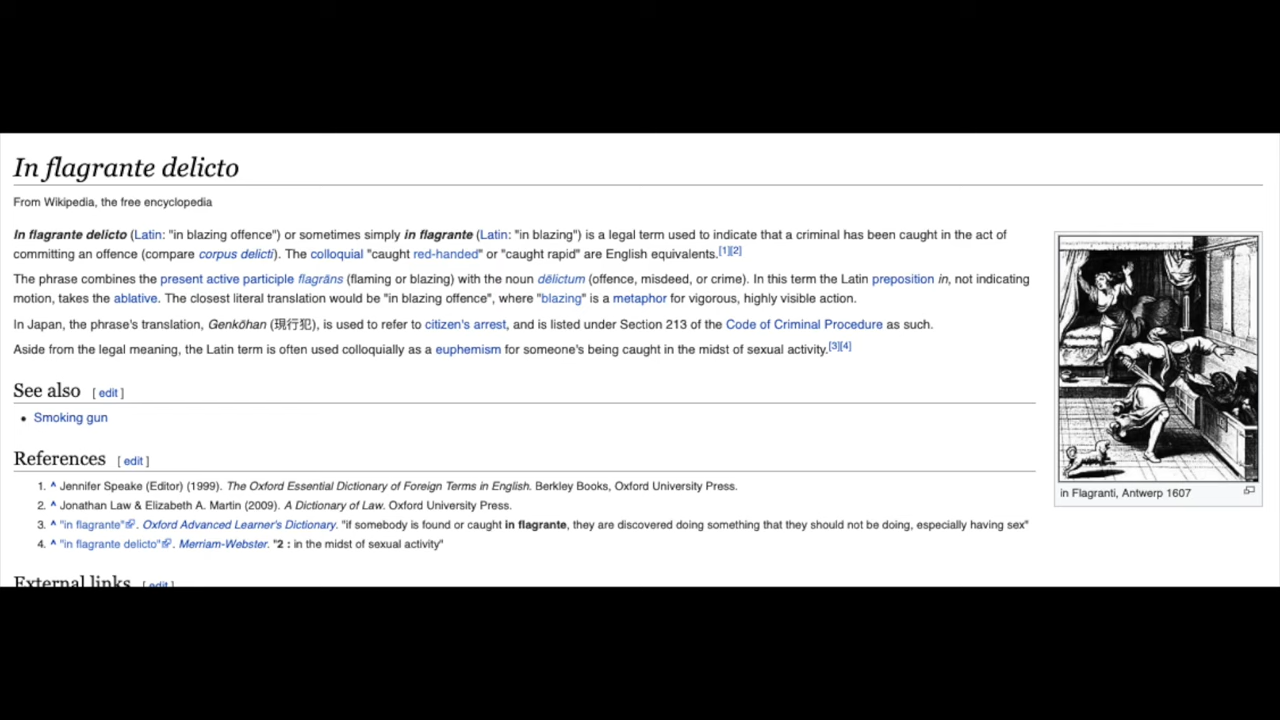 In flagrante delicto
From Wikipedia, the free encyclopedia
In flagrante delicto (Latin: "in blazing offence") or sometimes simply in flagrante (Latin: "in blazing") is a legal term used to indicate that a criminal has been caught in the act of
committing an offence (compare corpus delicti). The colloquial "caught red-handed" or "caught rapid" are English equivalents.[1][2]
The phrase combines the present active participle flagrāns (flaming or blazing) with the noun dēlictum (offence, misdeed, or crime). In this term the Latin preposition in, not indicating
motion, takes the ablative. The closest literal translation would be "in blazing offence", where "blazing" is a metaphor for vigorous, highly visible action.
In Japan, the phrase's translation, Genkōhan (現行犯), is used to refer to citizen's arrest, and is listed under Section 213 of the Code of Criminal Procedure as such.
Aside from the legal meaning, the Latin term is often used colloquially as a euphemism for someone's being caught in the midst of sexual activity.[3][4]
See also [ edit ]
• Smoking gun
References [ edit ]
1. ^ Jennifer Speake (Editor) (1999). The Oxford Essential Dictionary of Foreign Terms in English. Berkley Books, Oxford University Press.
2. ^ Jonathan Law & Elizabeth A. Martin (2009). A Dictionary of Law. Oxford University Press.
3. ^ "in flagrante". Oxford Advanced Learner's Dictionary. "if somebody is found or caught in flagrante, they are discovered doing something that they should not be doing, especially having sex"
4. ^ "in flagrante delicto". Merriam-Webster. "2 : in the midst of sexual activity"
External links [ edit ]
in Flagranti, Antwerp 1607